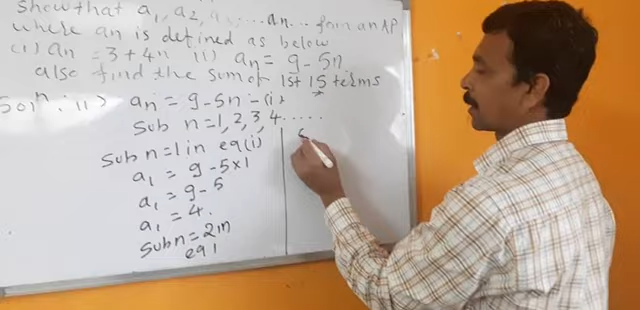 show that a1, a2, a3,....an... form an AP
where an is defined as below
(i) an = 3+4n ii) an = 9-5n
also find the sum of 1st 15 terms
Soln: ii) an = 9-5n -(i)
Sub n=1, 2, 3, 4.....
Sub n=1 in eq(i)
a1 = 9-5×1
a1 = 9-5
a1 = 4.
Sub n=2 in
eq 1